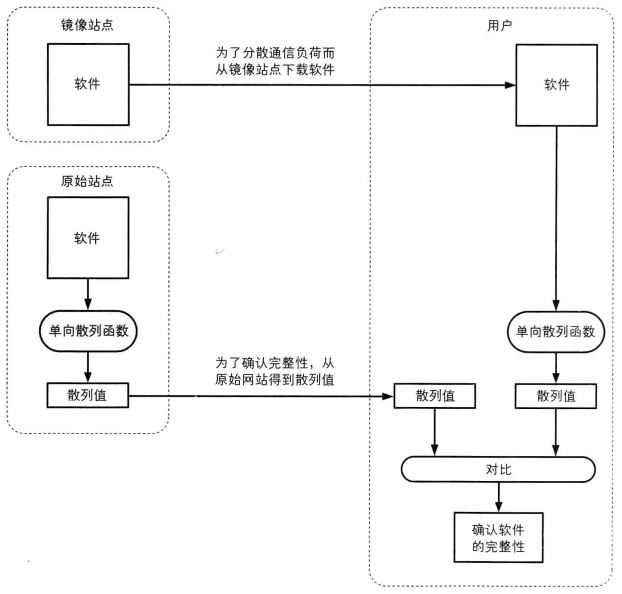 镜像站点
软件
为了分散通信负荷而
从镜像站点下载软件
用户
软件
原始站点
软件
单向散列函数
散列值
为了确认完整性，从
原始网站得到散列值
单向散列函数
散列值
散列值
对比
确认软件
的完整性